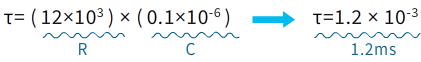 τ= ( 12×10³ ) × ( 0.1×10⁻⁶ ) τ=1.2 × 10⁻³
R C 1.2ms